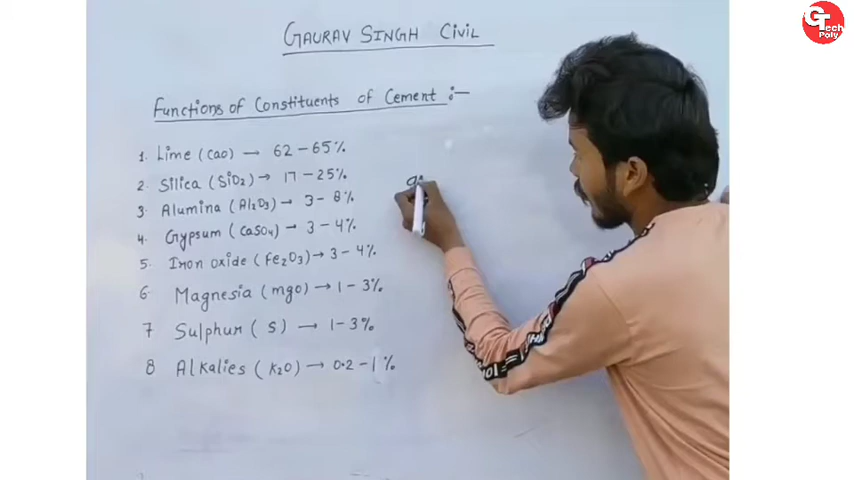 GAURAV SINGH CIVIL
Functions of Constituents of Cement :-
1. Lime (cao) → 62-65%
2. Silica (SiO₂) → 17-25%
3. Alumina (Al₂O₃) → 3-8%
4. Gypsum (CaSO₄) → 3-4%
5. Iron oxide (Fe₂O₃) → 3-4%
6 Magnesia (mgo) → 1-3%
7 Sulphur (S) → 1-3%
8 Alkalies (K₂O) → 0.2-1%
GTech
Poly